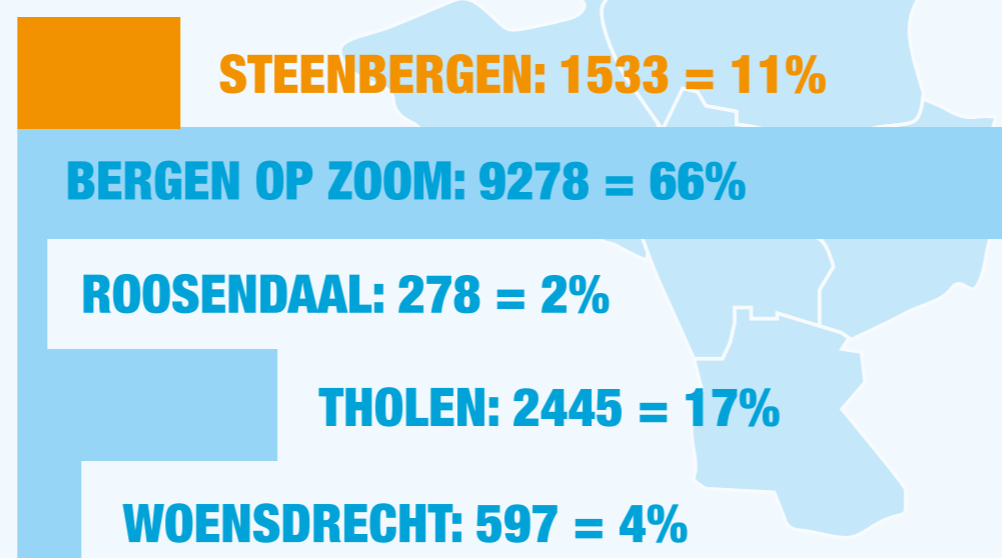 STEENBERGEN: 1533 = 11%
BERGEN OP ZOOM: 9278 = 66%
ROOSENDAAL: 278 = 2%
THOLEN: 2445 = 17%
WOENSDRECHT: 597 = 4%